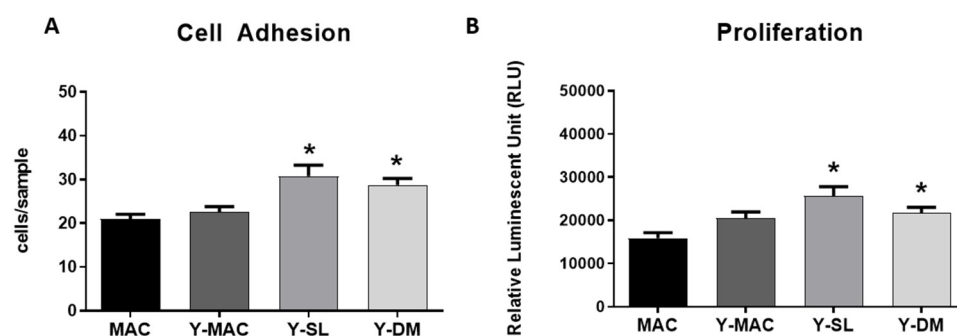 A
Cell Adhesion
cells/sample
50
40
30
20
10
0
*
*
MAC
Y-MAC
Y-SL
Y-DM
B
Proliferation
Relative Luminescent Unit (RLU)
50000
40000
30000
20000
10000
0
*
*
MAC
Y-MAC
Y-SL
Y-DM